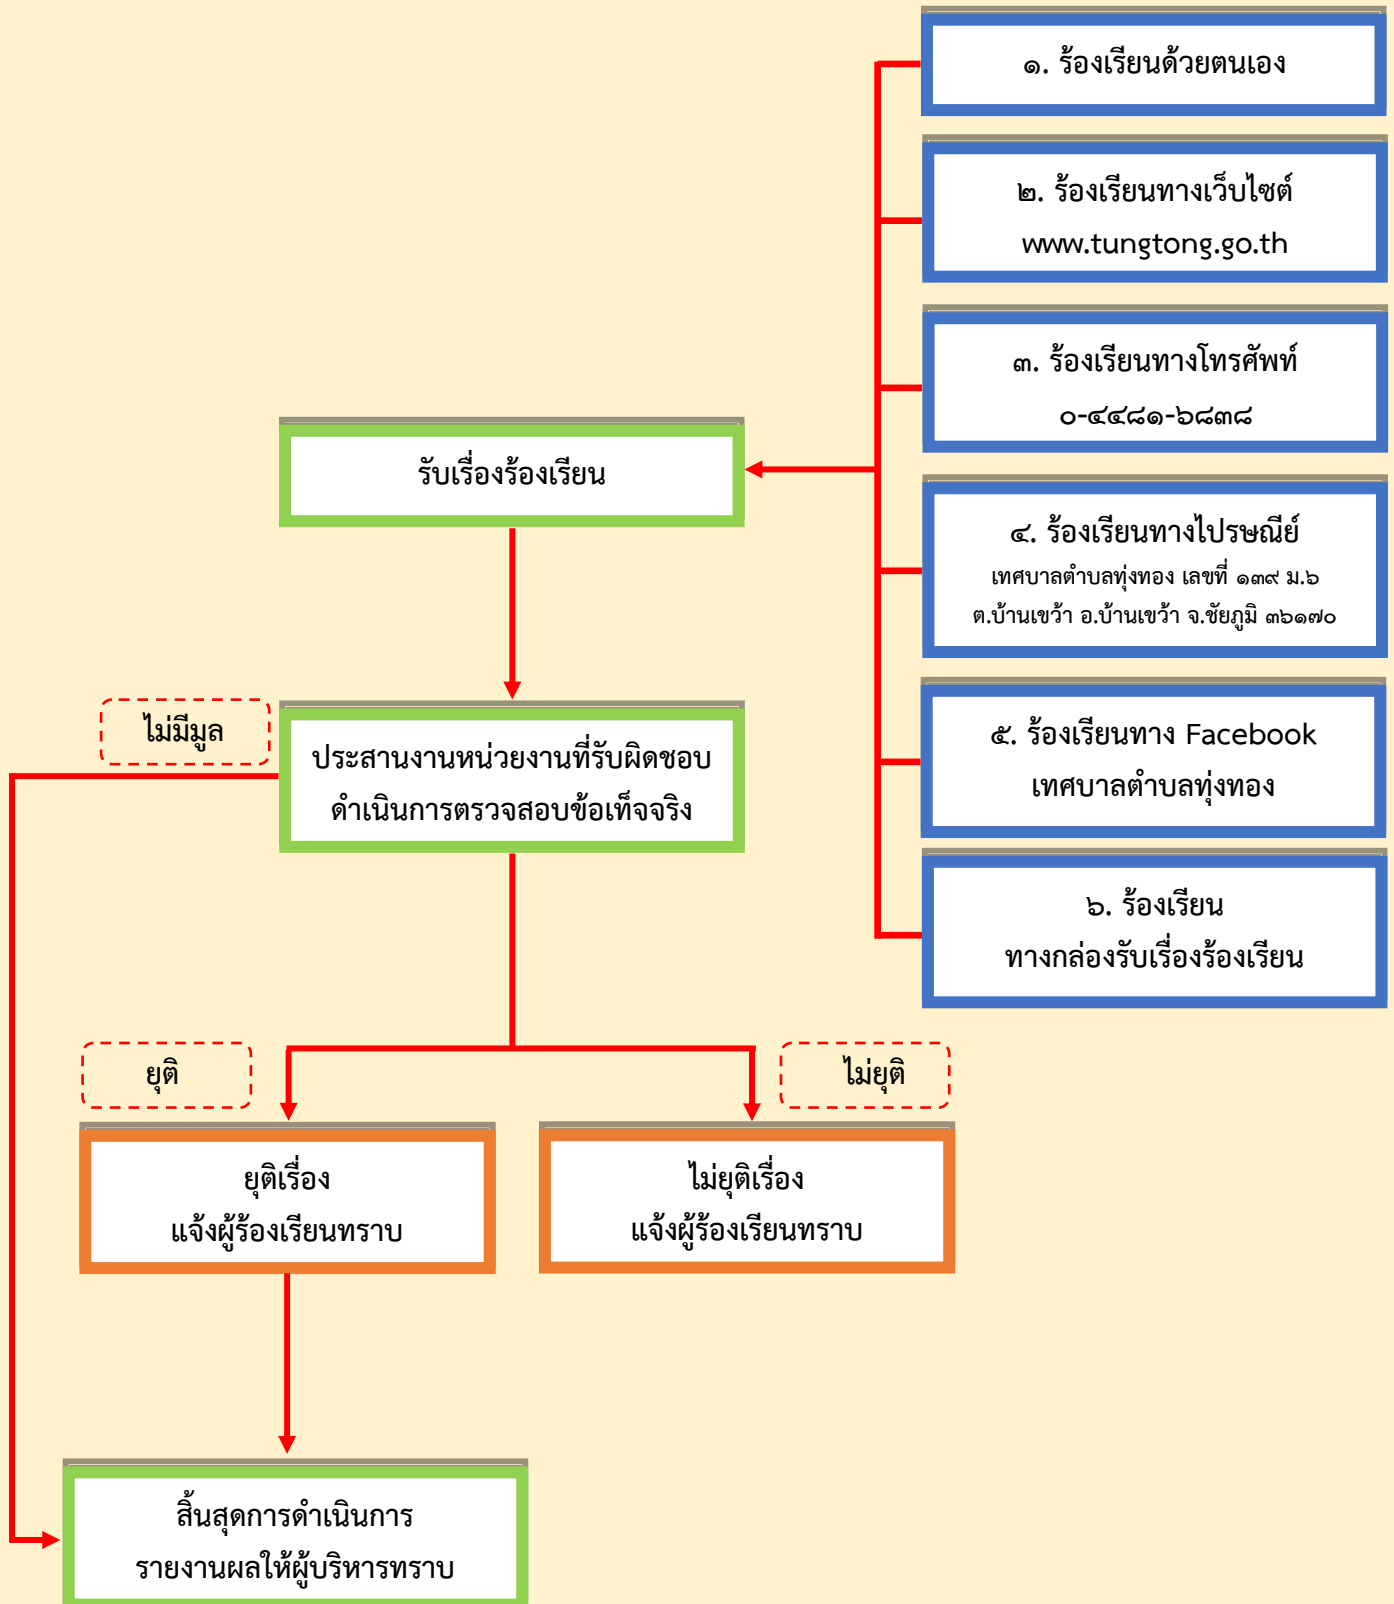 ๑. ร้องเรียนด้วยตนเอง
๒. ร้องเรียนทางเว็บไซต์
www.tungtong.go.th
๓. ร้องเรียนทางโทรศัพท์
๐-๔๔๘๑-๖๘๓๘
๔. ร้องเรียนทางไปรษณีย์
เทศบาลตำบลทุ่งทอง เลขที่ ๑๓๙ ม.๖
ต.บ้านเขว้า อ.บ้านเขว้า จ.ชัยภูมิ ๓๖๑๗๐
๕. ร้องเรียนทาง Facebook
เทศบาลตำบลทุ่งทอง
๖. ร้องเรียน
ทางกล่องรับเรื่องร้องเรียน
รับเรื่องร้องเรียน
ไม่มีมูล
ประสานงานหน่วยงานที่รับผิดชอบ
ดำเนินการตรวจสอบข้อเท็จจริง
ยุติ
ไม่ยุติ
ยุติเรื่อง
แจ้งผู้ร้องเรียนทราบ
ไม่ยุติเรื่อง
แจ้งผู้ร้องเรียนทราบ
สิ้นสุดการดำเนินการ
รายงานผลให้ผู้บริหารทราบ